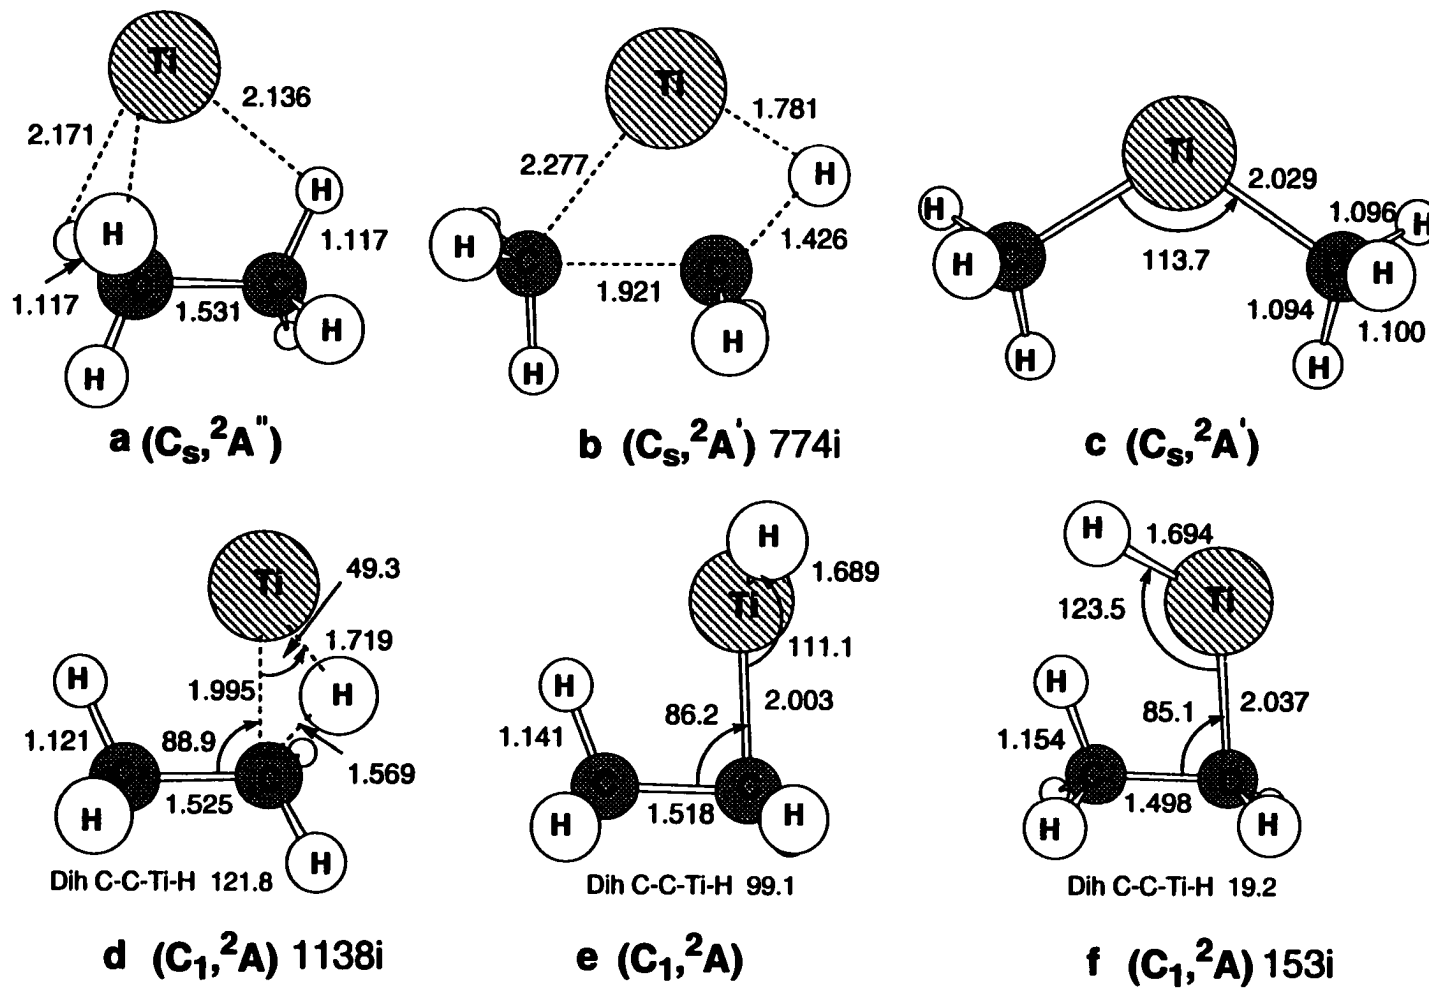 Ti
2.136
2.171
H
H
1.117
1.117
1.531
H
H
a (Cs, ²A")
Ti
1.781
2.277
H
H
1.426
1.921
H
H
b (Cs, ²A') 774i
Ti
2.029
H
1.096
H
H
113.7
H
1.094
1.100
H
H
c (Cs, ²A')
Ti
49.3
1.719
H
H
1.995
1.121
88.9
1.569
1.525
H
H
Dih C-C-Ti-H 121.8
d (C1, ²A) 1138i
H
1.689
Ti
111.1
H
2.003
86.2
1.141
1.518
H
H
Dih C-C-Ti-H 99.1
e (C1, ²A)
H
1.694
Ti
123.5
H
85.1
2.037
1.154
1.498
H
H
Dih C-C-Ti-H 19.2
f (C1, ²A) 153i